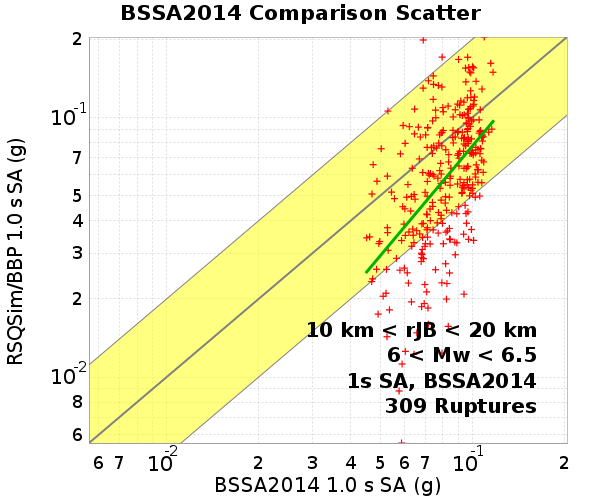 BSSA2014 Comparison Scatter
RSQSim/BBP 1.0 s SA (g)
2
10^-1
7
5
4
3
2
10^-2
8
6
10 km < rJB < 20 km
6 < Mw < 6.5
1s SA, BSSA2014
309 Ruptures
6 7 10^-2 2 3 4 5 6 7 10^-1 2
BSSA2014 1.0 s SA (g)